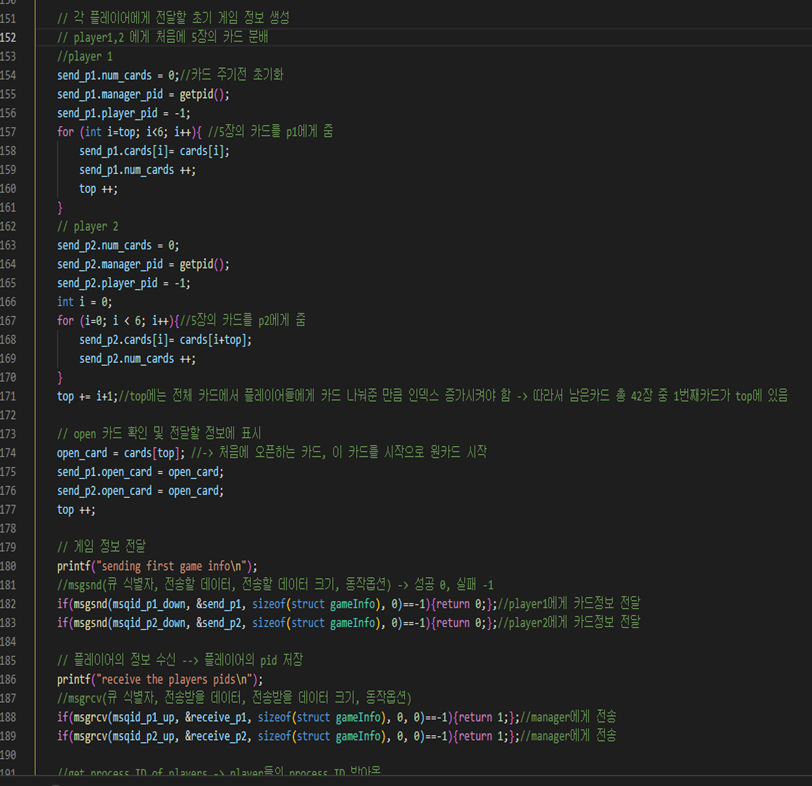 151 // 각 플레이어에게 전달할 초기 게임 정보 생성
152 // player1,2 에게 처음에 5장의 카드 분배
153 //player 1
154 send_p1.num_cards = 0;//카드 주기전 초기화
155 send_p1.manager_pid = getpid();
156 send_p1.player_pid = -1;
157 for (int i=top; i<6; i++){ //5장의 카드를 p1에게 줌
158 send_p1.cards[i]= cards[i];
159 send_p1.num_cards ++;
160 top ++;
161 }
162 // player 2
163 send_p2.num_cards = 0;
164 send_p2.manager_pid = getpid();
165 send_p2.player_pid = -1;
166 int i = 0;
167 for (i=0; i < 6; i++){//5장의 카드를 p2에게 줌
168 send_p2.cards[i]= cards[i+top];
169 send_p2.num_cards ++;
170 }
171 top += i+1;//top에는 전체 카드에서 플레이어들에게 카드 나눠준 만큼 인덱스 증가시켜야 함 -> 따라서 남은카드 총 42장 중 1번째카드가 top에 있음
172
173 // open 카드 확인 및 전달할 정보에 표시
174 open_card = cards[top]; //-> 처음에 오픈하는 카드, 이 카드를 시작으로 원카드 시작
175 send_p1.open_card = open_card;
176 send_p2.open_card = open_card;
177 top ++;
178
179 // 게임 정보 전달
180 printf("sending first game info\n");
181 //msgsnd(큐 식별자, 전송할 데이터, 전송할 데이터 크기, 동작옵션) -> 성공 0, 실패 -1
182 if(msgsnd(msqid_p1_down, &send_p1, sizeof(struct gameInfo), 0)==-1){return 0;};//player1에게 카드정보 전달
183 if(msgsnd(msqid_p2_down, &send_p2, sizeof(struct gameInfo), 0)==-1){return 0;};//player2에게 카드정보 전달
184
185 // 플레이어의 정보 수신 --> 플레이어의 pid 저장
186 printf("receive the players pids\n");
187 //msgrcv(큐 식별자, 전송받을 데이터, 전송받을 데이터 크기, 동작옵션)
188 if(msgrcv(msqid_p1_up, &receive_p1, sizeof(struct gameInfo), 0, 0)==-1){return 1;};//manager에게 전송
189 if(msgrcv(msqid_p2_up, &receive_p2, sizeof(struct gameInfo), 0, 0)==-1){return 1;};//manager에게 전송
190
191 //get process ID of players -> player들의 process ID 받아옴